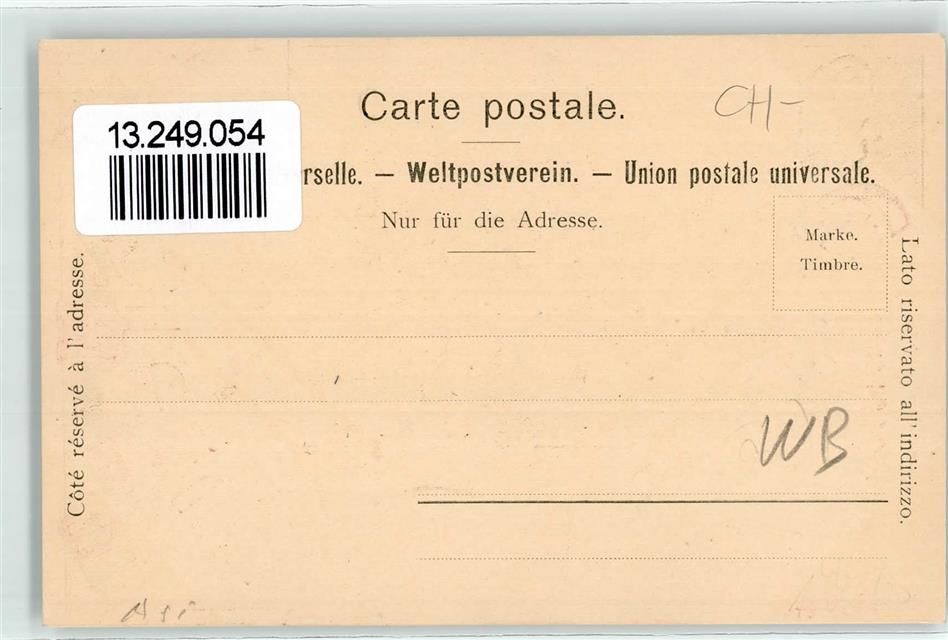 Carte postale.
CH-
13.249.054
rselle. — Weltpostverein. — Union postale universale.
Nur für die Adresse.
Marke.
Timbre.
Côté réservé à l'adresse.
Lato riservato all' indirizzo.
WB